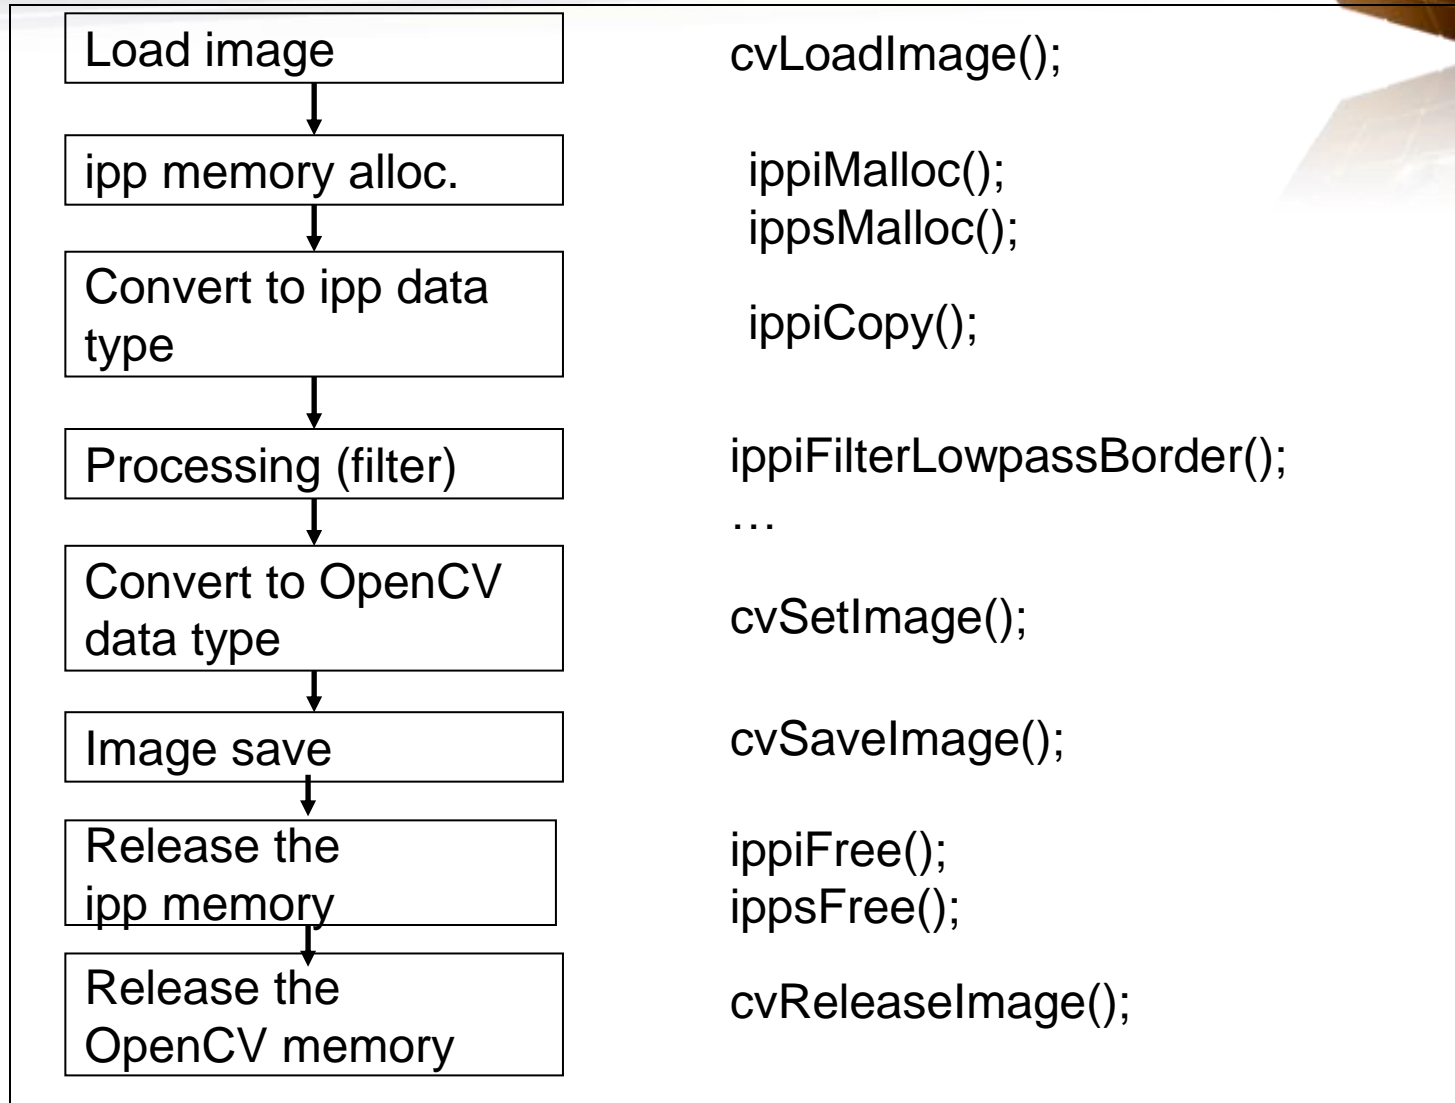 Load image
cvLoadImage();
ipp memory alloc.
ippiMalloc();
ippsMalloc();
Convert to ipp data
type
ippiCopy();
Processing (filter)
ippiFilterLowpassBorder();
…
Convert to OpenCV
data type
cvSetImage();
Image save
cvSaveImage();
Release the
ipp memory
ippiFree();
ippsFree();
Release the
OpenCV memory
cvReleaseImage();